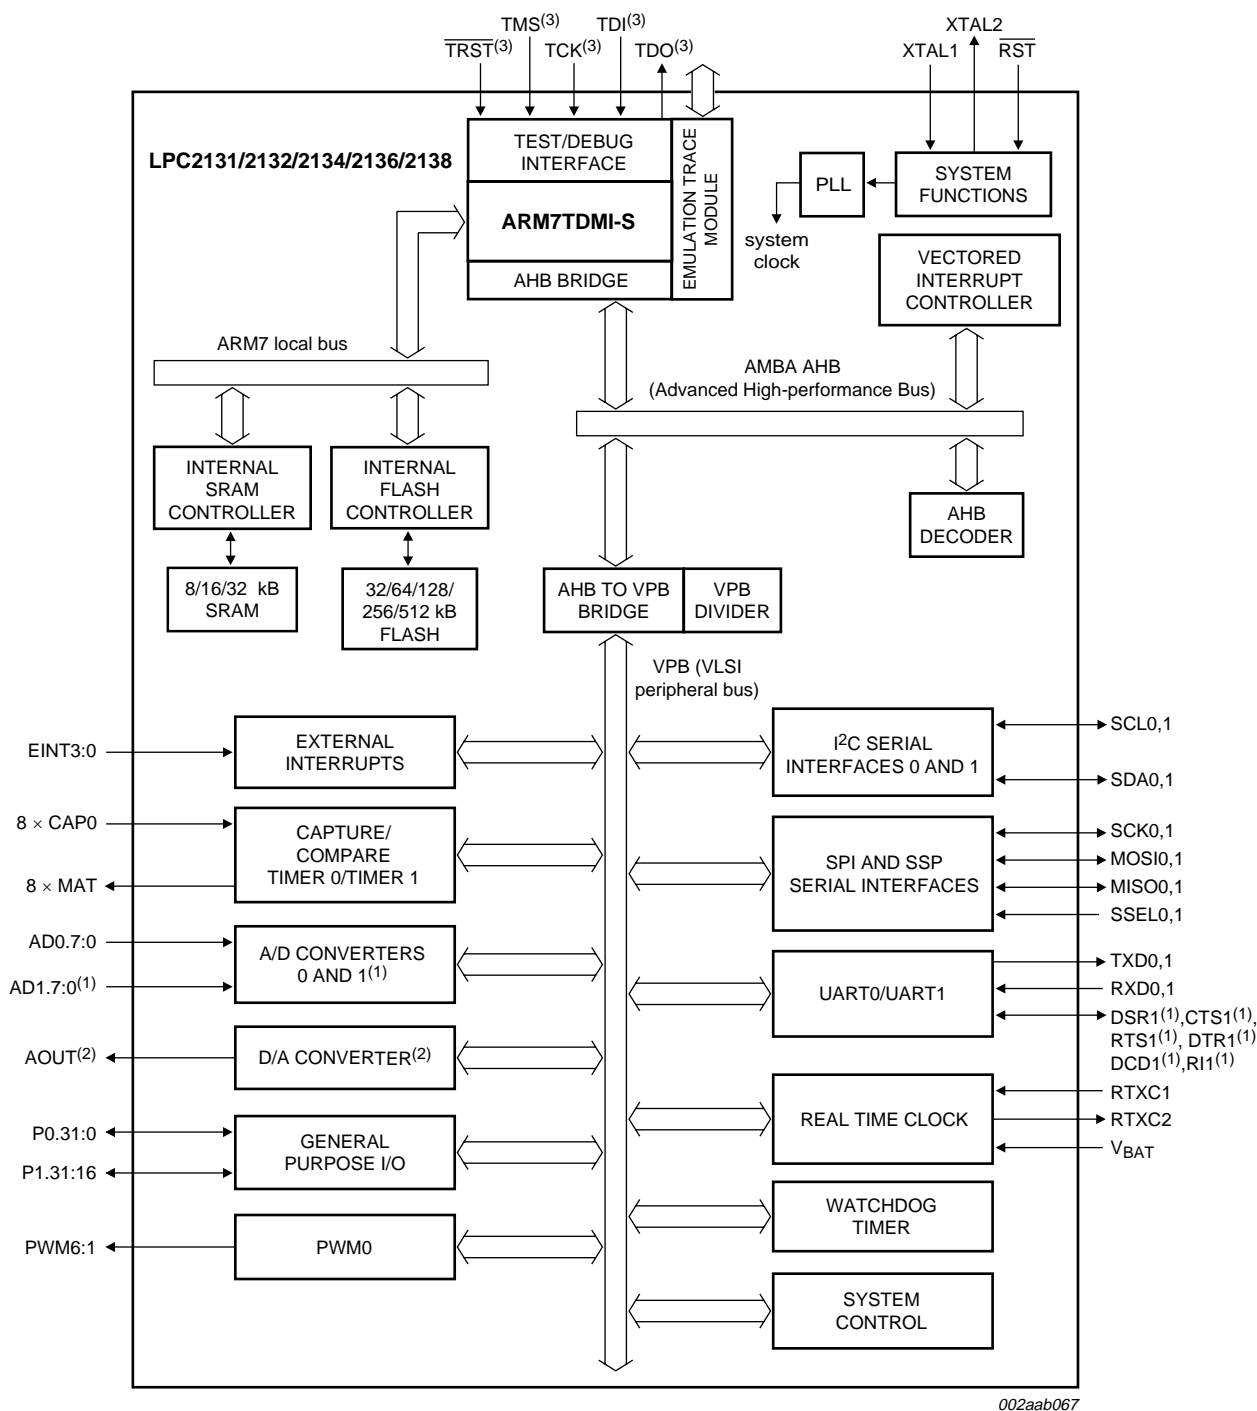 TMS(3) TDI(3) XTAL2
TRST(3) TCK(3) TDO(3) XTAL1 RST
LPC2131/2132/2134/2136/2138
TEST/DEBUG
INTERFACE
EMULATION TRACE
MODULE
ARM7TDMI-S
AHB BRIDGE
PLL
SYSTEM
FUNCTIONS
system
clock
VECTORED
INTERRUPT
CONTROLLER
ARM7 local bus
AMBA AHB
(Advanced High-performance Bus)
INTERNAL
SRAM
CONTROLLER
INTERNAL
FLASH
CONTROLLER
AHB
DECODER
8/16/32 kB
SRAM
32/64/128/
256/512 kB
FLASH
AHB TO VPB
BRIDGE
VPB
DIVIDER
VPB (VLSI
peripheral bus)
EINT3:0
EXTERNAL
INTERRUPTS
I2C SERIAL
INTERFACES 0 AND 1
SCL0,1
SDA0,1
8 × CAP0
8 × MAT
CAPTURE/
COMPARE
TIMER 0/TIMER 1
SPI AND SSP
SERIAL INTERFACES
SCK0,1
MOSI0,1
MISO0,1
SSEL0,1
AD0.7:0
AD1.7:0(1)
A/D CONVERTERS
0 AND 1(1)
UART0/UART1
TXD0,1
RXD0,1
DSR1(1),CTS1(1),
RTS1(1), DTR1(1)
DCD1(1),RI1(1)
AOUT(2)
D/A CONVERTER(2)
REAL TIME CLOCK
RTXC1
RTXC2
VBAT
P0.31:0
P1.31:16
GENERAL
PURPOSE I/O
WATCHDOG
TIMER
PWM6:1
PWM0
SYSTEM
CONTROL
002aab067